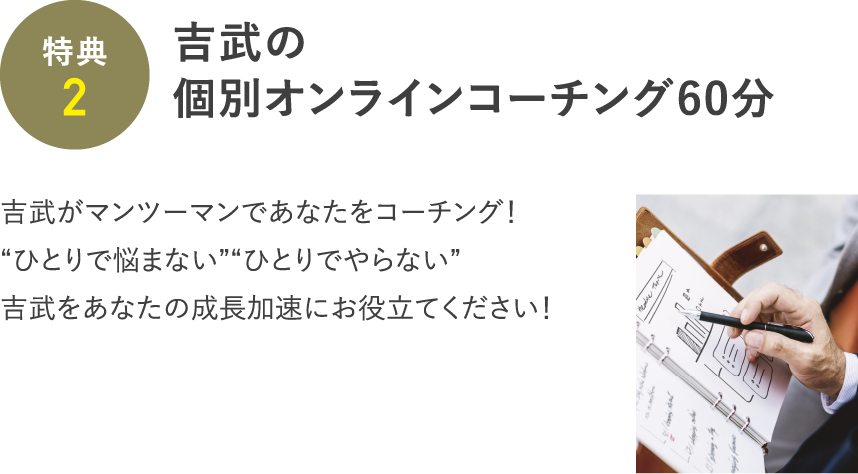 特典
2
吉武の
個別オンラインコーチング60分
吉武がマンツーマンであなたをコーチング！
“ひとりで悩まない”“ひとりでやらない”
吉武をあなたの成長加速にお役立てください！